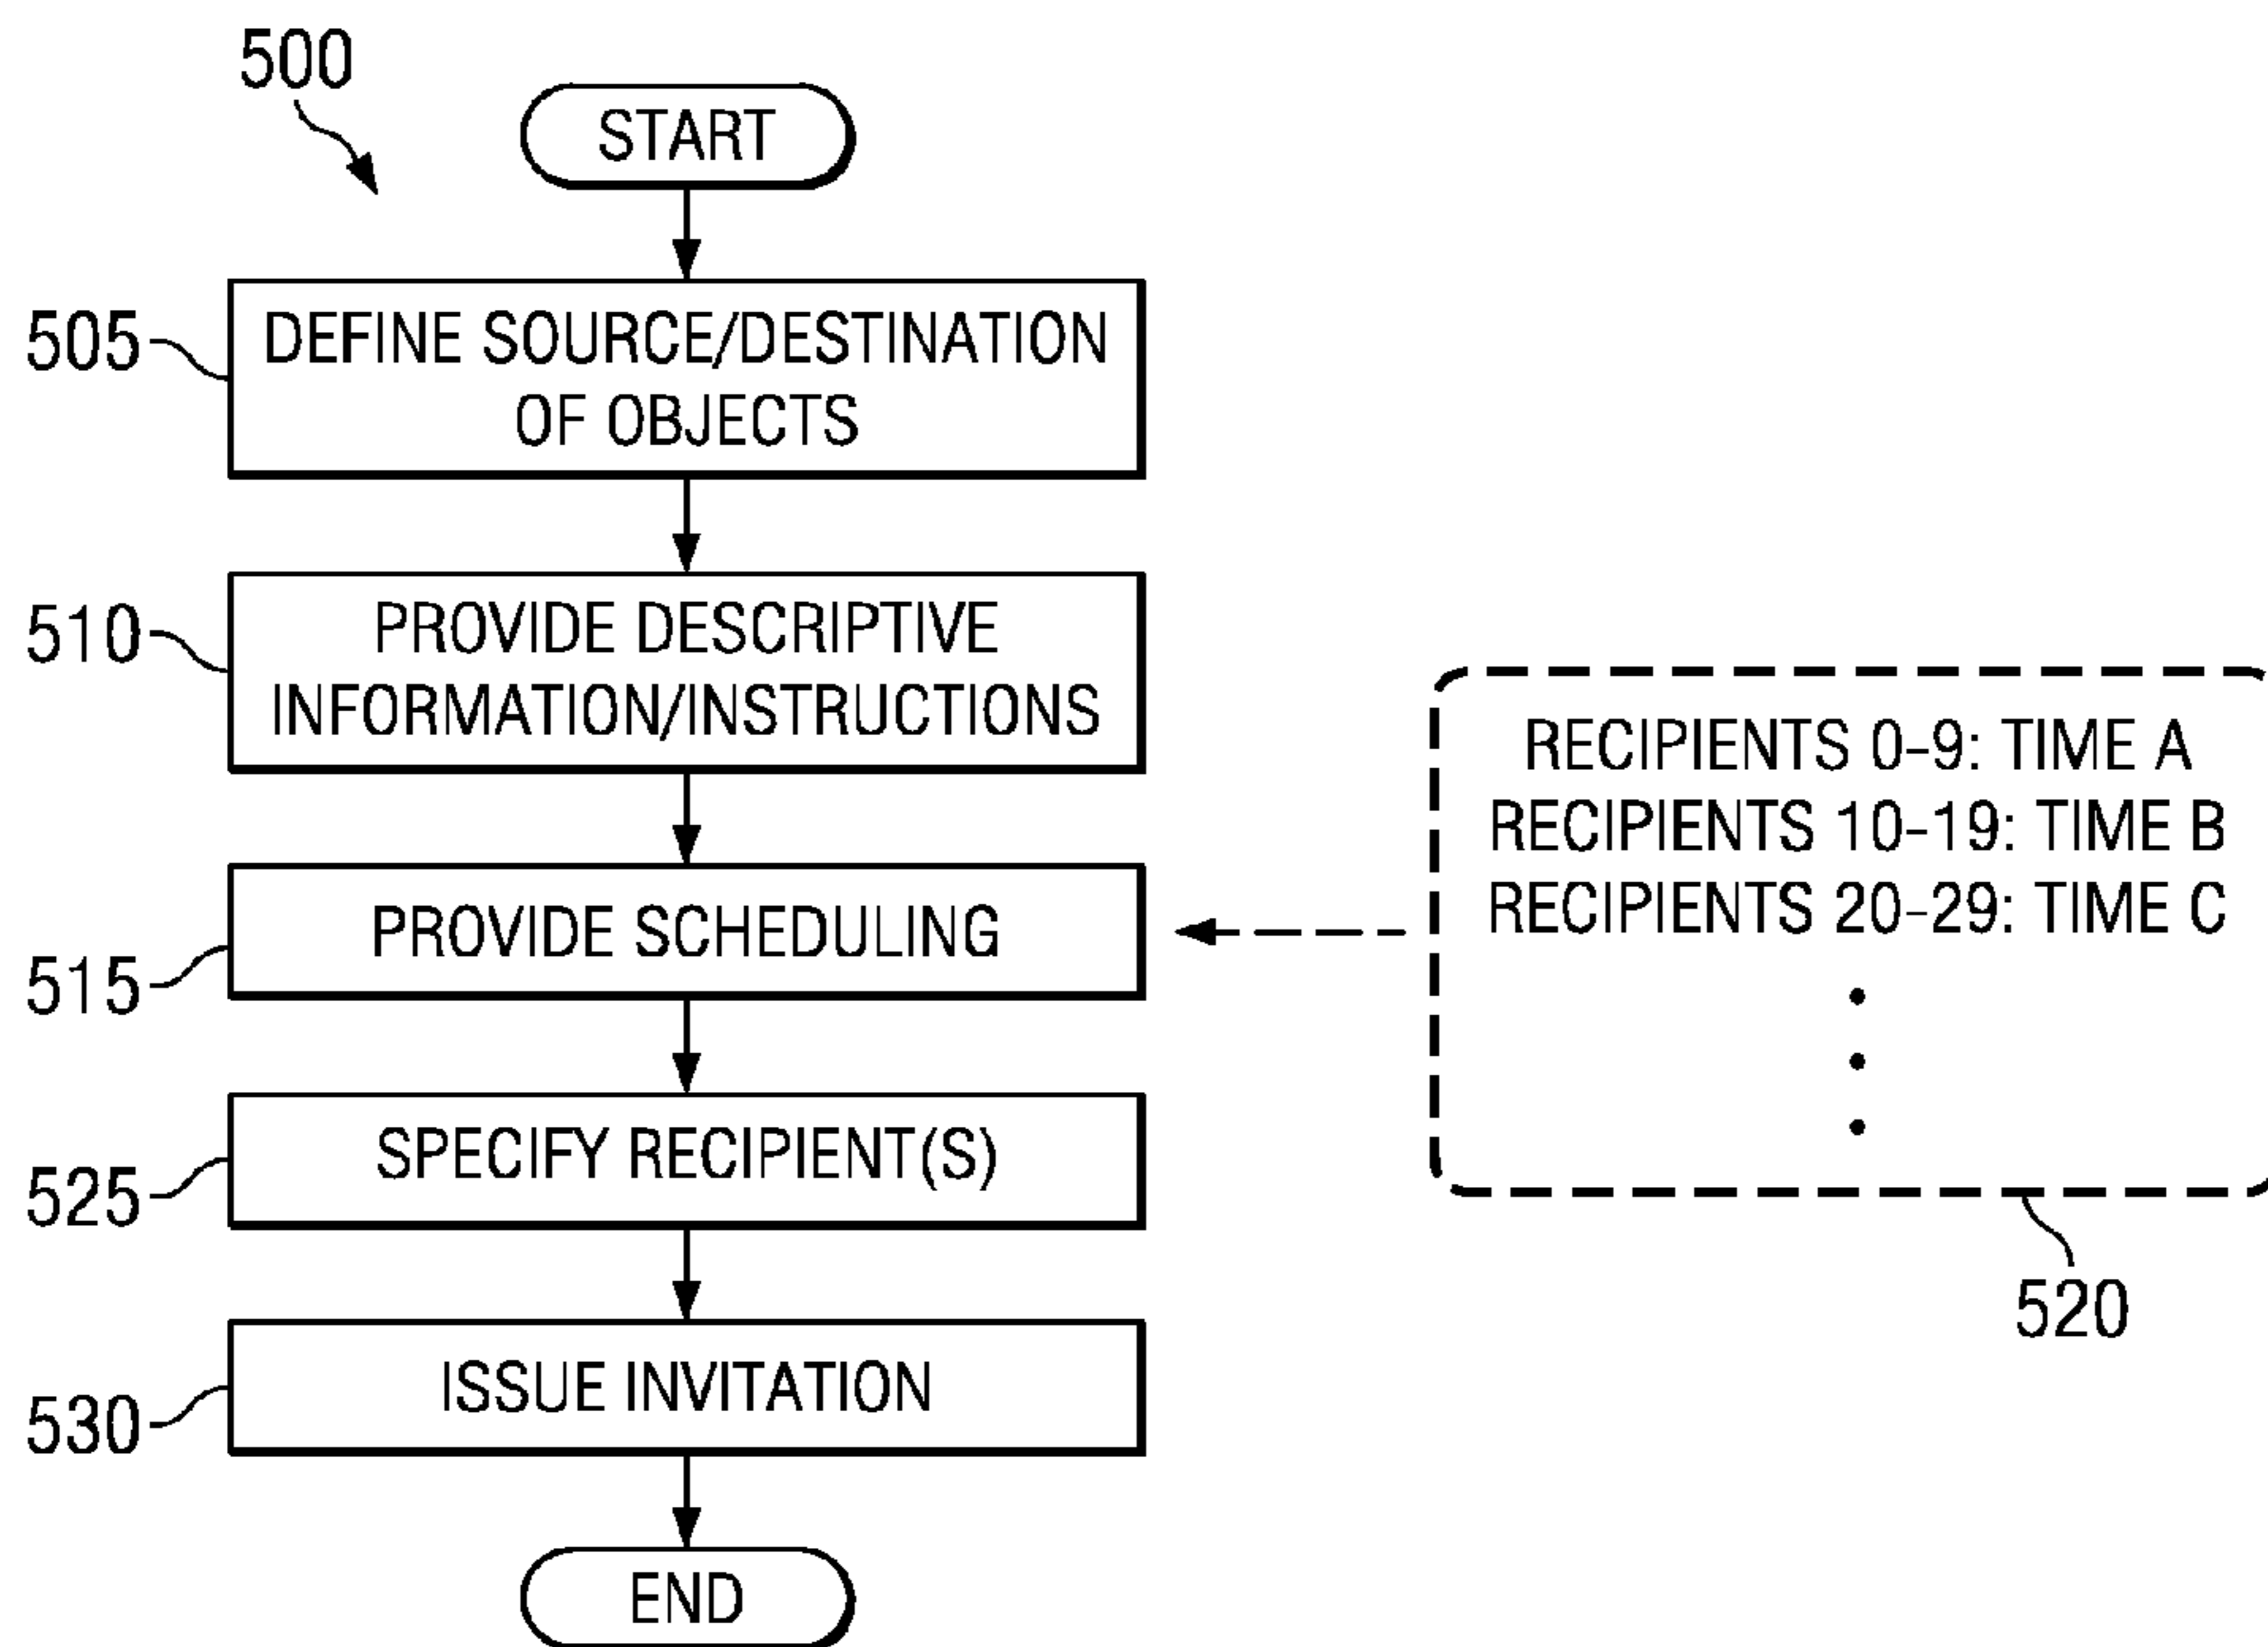 500
START
505
DEFINE SOURCE/DESTINATION
OF OBJECTS
510
PROVIDE DESCRIPTIVE
INFORMATION/INSTRUCTIONS
515
PROVIDE SCHEDULING
RECIPIENTS 0-9: TIME A
RECIPIENTS 10-19: TIME B
RECIPIENTS 20-29: TIME C
520
525
SPECIFY RECIPIENT(S)
530
ISSUE INVITATION
END